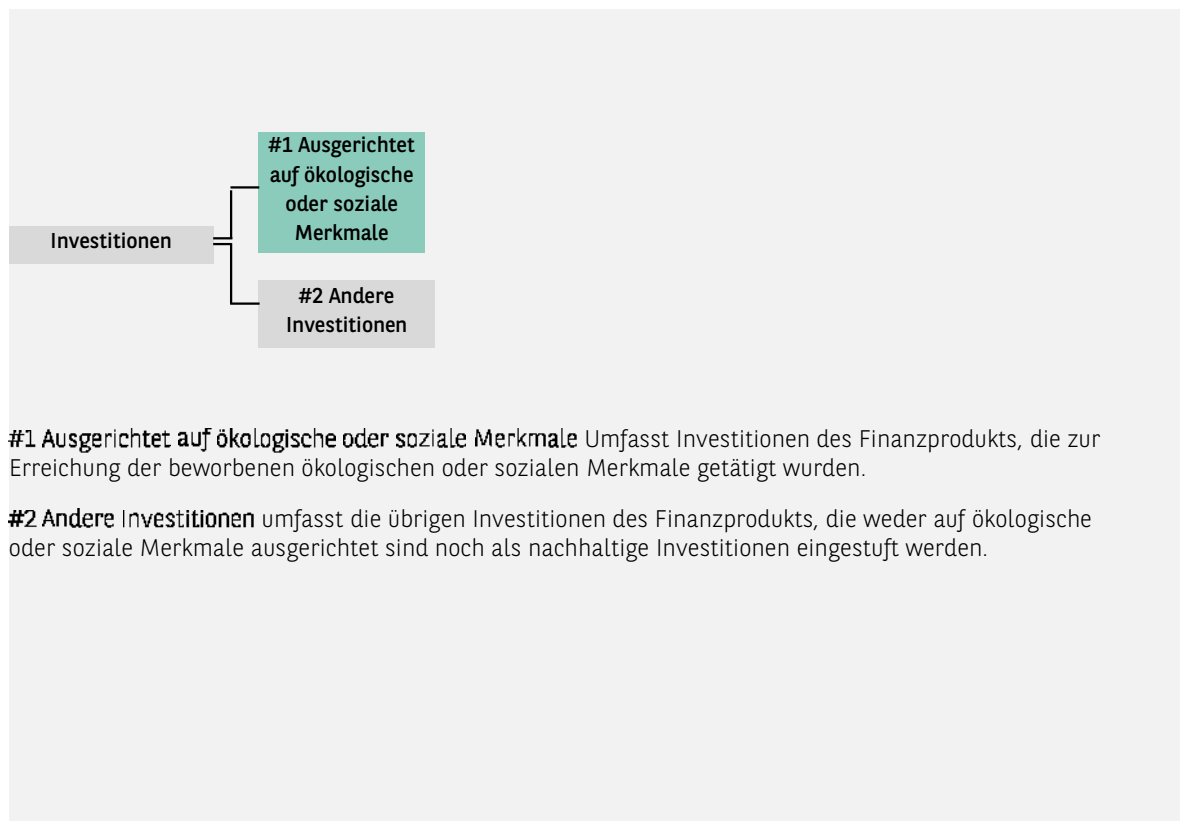 #1 Ausgerichtet
auf ökologische
oder soziale
Merkmale
Investitionen
#2 Andere
Investitionen
#1 Ausgerichtet auf ökologische oder soziale Merkmale Umfasst Investitionen des Finanzprodukts, die zur
Erreichung der beworbenen ökologischen oder sozialen Merkmale getätigt wurden.
#2 Andere Investitionen umfasst die übrigen Investitionen des Finanzprodukts, die weder auf ökologische
oder soziale Merkmale ausgerichtet sind noch als nachhaltige Investitionen eingestuft werden.